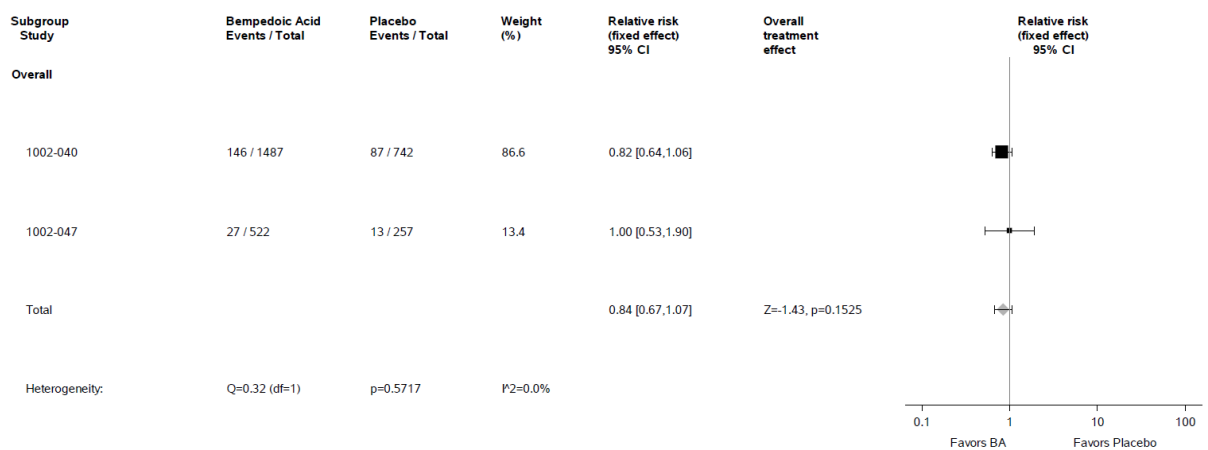 Subgroup Bempedoic Acid Placebo Weight Relative risk Overall Relative risk
Study Events / Total Events / Total (%) (fixed effect) treatment (fixed effect)
95% CI effect 95% CI
Overall
1002-040 146 / 1487 87 / 742 86.6 0.82 [0.64,1.06]
1002-047 27 / 522 13 / 257 13.4 1.00 [0.53,1.90]
Total 0.84 [0.67,1.07] Z=-1.43, p=0.1525
Heterogeneity: Q=0.32 (df=1) p=0.5717 I^2=0.0%
0.1 1 10 100
Favors BA Favors Placebo